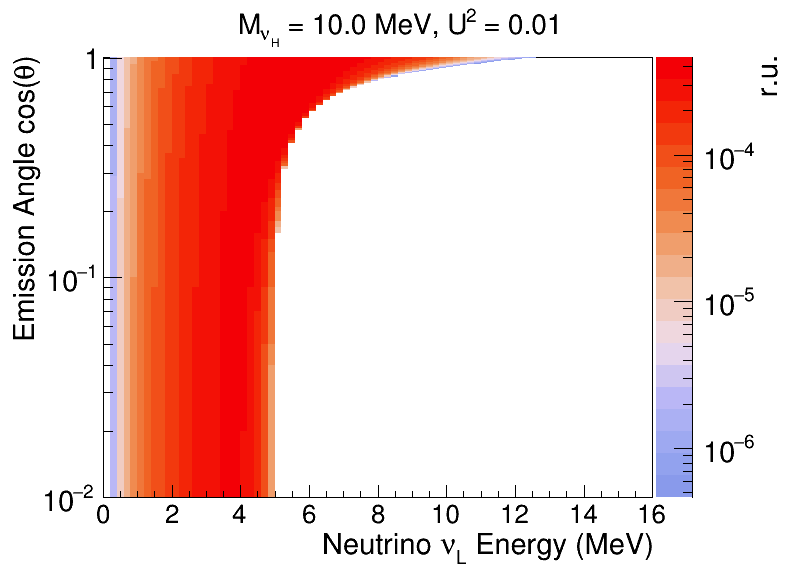 M_{ν_H} = 10.0 MeV, U² = 0.01
r.u.
Emission Angle cos(θ)
1
10⁻¹
10⁻²
10⁻⁴
10⁻⁵
10⁻⁶
0 2 4 6 8 10 12 14 16
Neutrino ν_L Energy (MeV)